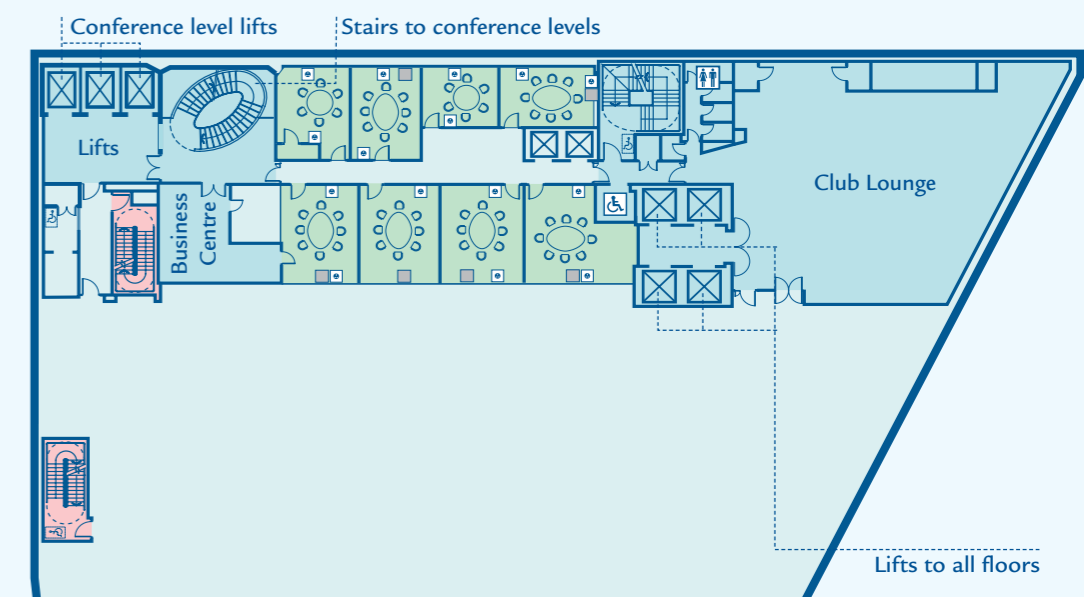 Conference level lifts
Stairs to conference levels
Lifts
Business
Centre
Club Lounge
Lifts to all floors